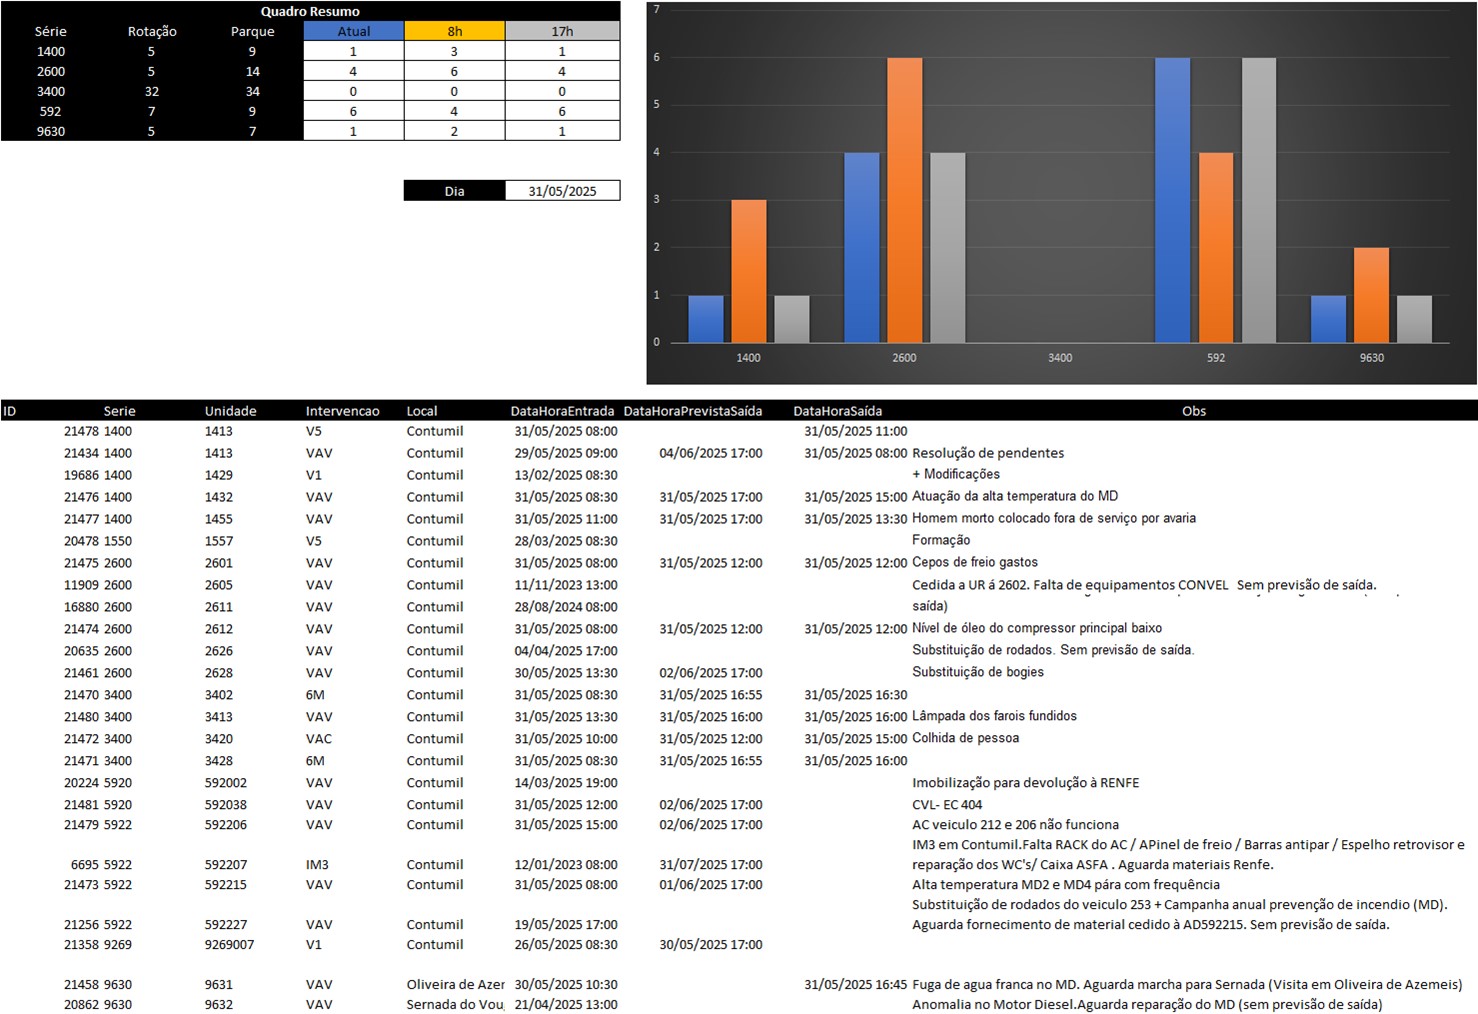 Quadro Resumo
Série Rotação Parque Atual 8h 17h
1400 5 9 1 3 1
2600 5 14 4 6 4
3400 32 34 0 0 0
592 7 9 6 4 6
9630 5 7 1 2 1
Dia 31/05/2025
7
6
5
4
3
2
1
0
1400 2600 3400 592 9630
ID Serie Unidade Intervencao Local DataHoraEntrada DataHoraPrevistaSaída DataHoraSaída Obs
21478 1400 1413 V5 Contumil 31/05/2025 08:00 31/05/2025 11:00
21434 1400 1413 VAV Contumil 29/05/2025 09:00 04/06/2025 17:00 31/05/2025 08:00 Resolução de pendentes
19686 1400 1429 V1 Contumil 13/02/2025 08:30 + Modificações
21476 1400 1432 VAV Contumil 31/05/2025 08:30 31/05/2025 17:00 31/05/2025 15:00 Atuação da alta temperatura do MD
21477 1400 1455 VAV Contumil 31/05/2025 11:00 31/05/2025 17:00 31/05/2025 13:30 Homem morto colocado fora de serviço por avaria
20478 1550 1557 V5 Contumil 28/03/2025 08:30 Formação
21475 2600 2601 VAV Contumil 31/05/2025 08:00 31/05/2025 12:00 31/05/2025 12:00 Cepos de freio gastos
11909 2600 2605 VAV Contumil 11/11/2023 13:00 Cedida a UR á 2602. Falta de equipamentos CONVEL Sem previsão de saída.
16880 2600 2611 VAV Contumil 28/08/2024 08:00 saída)
21474 2600 2612 VAV Contumil 31/05/2025 08:00 31/05/2025 12:00 31/05/2025 12:00 Nível de óleo do compressor principal baixo
20635 2600 2626 VAV Contumil 04/04/2025 17:00 Substituição de rodados. Sem previsão de saída.
21461 2600 2628 VAV Contumil 30/05/2025 13:30 02/06/2025 17:00 Substituição de bogies
21470 3400 3402 6M Contumil 31/05/2025 08:30 31/05/2025 16:55 31/05/2025 16:30
21480 3400 3413 VAV Contumil 31/05/2025 13:30 31/05/2025 16:00 31/05/2025 16:00 Lâmpada dos farois fundidos
21472 3400 3420 VAC Contumil 31/05/2025 10:00 31/05/2025 12:00 31/05/2025 15:00 Colhida de pessoa
21471 3400 3428 6M Contumil 31/05/2025 08:30 31/05/2025 16:55 31/05/2025 16:00
20224 5920 592002 VAV Contumil 14/03/2025 19:00 Imobilização para devolução à RENFE
21481 5920 592038 VAV Contumil 31/05/2025 12:00 02/06/2025 17:00 CVL- EC 404
21479 5922 592206 VAV Contumil 31/05/2025 15:00 02/06/2025 17:00 AC veiculo 212 e 206 não funciona
IM3 em Contumil.Falta RACK do AC / APinel de freio / Barras antipar / Espelho retrovisor e
6695 5922 592207 IM3 Contumil 12/01/2023 08:00 31/07/2025 17:00 reparação dos WC's/ Caixa ASFA . Aguarda materiais Renfe.
21473 5922 592215 VAV Contumil 31/05/2025 08:00 01/06/2025 17:00 Alta temperatura MD2 e MD4 pára com frequência
Substituição de rodados do veiculo 253 + Campanha anual prevenção de incendio (MD).
21256 5922 592227 VAV Contumil 19/05/2025 17:00 Aguarda fornecimento de material cedido à AD592215. Sem previsão de saída.
21358 9269 9269007 V1 Contumil 26/05/2025 08:30 30/05/2025 17:00
21458 9630 9631 VAV Oliveira de Azer 30/05/2025 10:30 31/05/2025 16:45 Fuga de agua franca no MD. Aguarda marcha para Sernada (Visita em Oliveira de Azemeis)
20862 9630 9632 VAV Sernada do Vou 21/04/2025 13:00 Anomalia no Motor Diesel.Aguarda reparação do MD (sem previsão de saída)